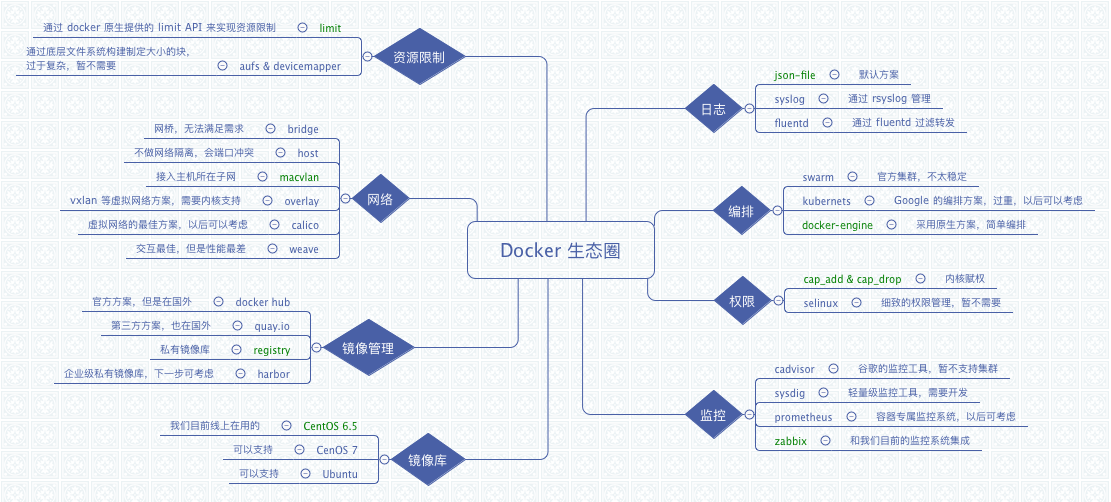 Docker 生态圈
资源限制
通过 docker 原生提供的 limit API 来实现资源限制 limit
通过底层文件系统构建制定大小的块，
过于复杂，暂不需要 aufs & devicemapper
网络
网桥，无法满足需求 bridge
不做网络隔离，会端口冲突 host
接入主机所在子网 macvlan
vxlan 等虚拟网络方案，需要内核支持 overlay
虚拟网络的最佳方案，以后可以考虑 calico
交互最佳，但是性能最差 weave
镜像管理
官方方案，但是在国外 docker hub
第三方方案，也在国外 quay.io
私有镜像库 registry
企业级私有镜像库，下一步可考虑 harbor
镜像库
我们目前线上在用的 CentOS 6.5
可以支持 CenOS 7
可以支持 Ubuntu
日志
json-file 默认方案
syslog 通过 rsyslog 管理
fluentd 通过 fluentd 过滤转发
编排
swarm 官方集群，不太稳定
kubernets Google 的编排方案，过重，以后可以考虑
docker-engine 采用原生方案，简单编排
权限
cap_add & cap_drop 内核赋权
selinux 细致的权限管理，暂不需要
监控
cadvisor 谷歌的监控工具，暂不支持集群
sysdig 轻量级监控工具，需要开发
prometheus 容器专属监控系统，以后可考虑
zabbix 和我们目前的监控系统集成